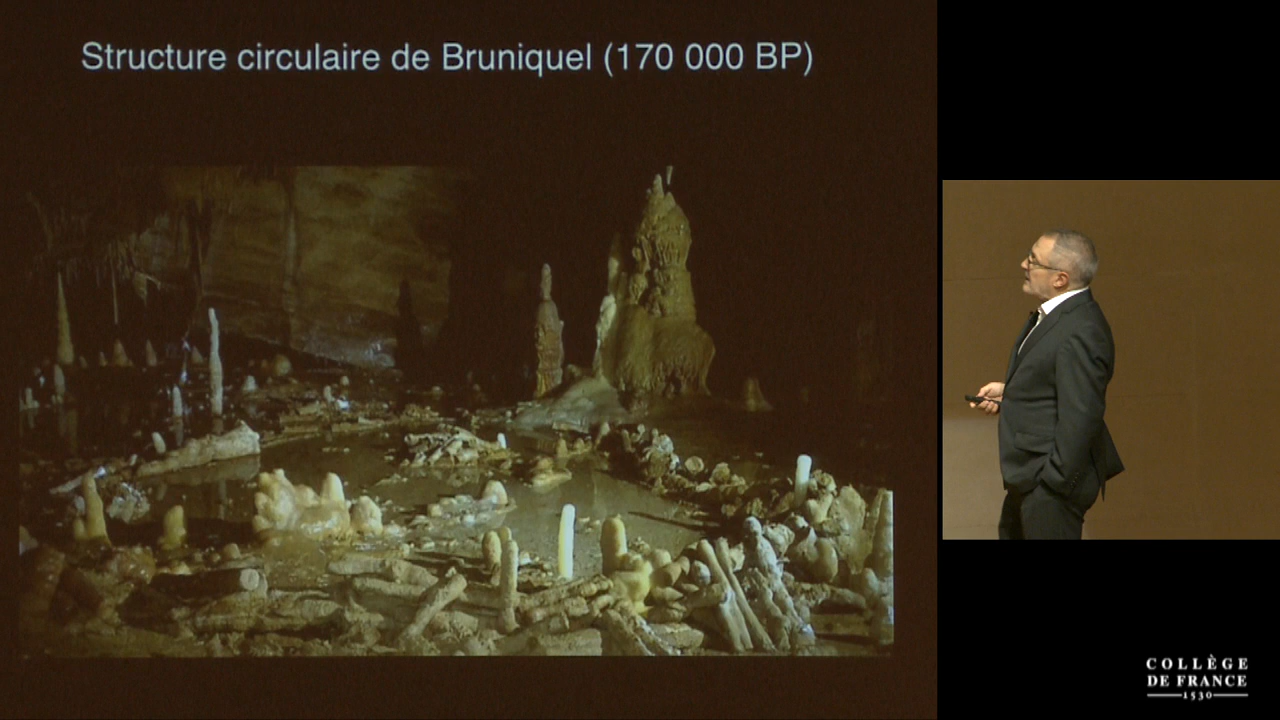 Structure circulaire de Bruniquel (170 000 BP)
COLLÈGE
DE FRANCE
1530